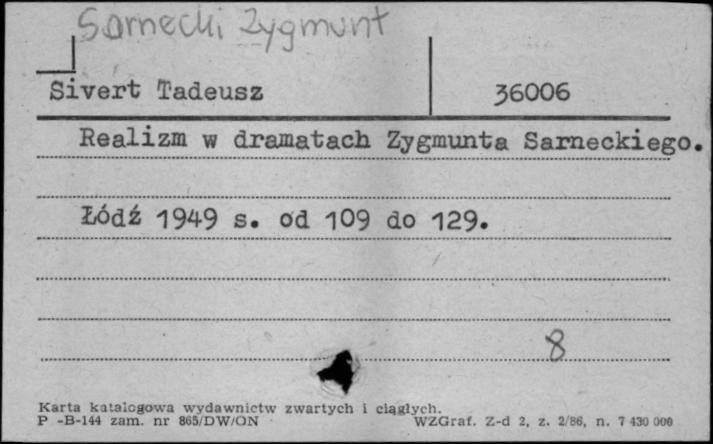 Sarnecki Zygmunt
Sivert Tadeusz 36006
Realizm w dramatach Zygmunta Sarneckiego.
Łódź 1949 s. od 109 do 129.
8
Karta katalogowa wydawnictw zwartych i ciągłych.
P -B-144 zam. nr 865/DW/ON WZGraf. Z-d 2, z. 2/86, n. 7 430 000